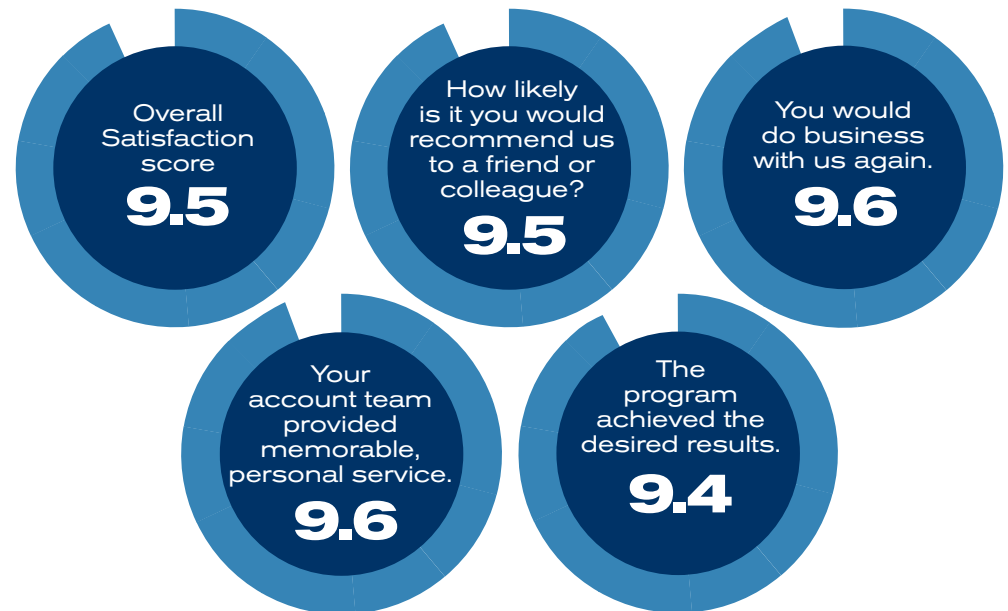 Overall
Satisfaction
score
9.5
How likely
is it you would
recommend us
to a friend or
colleague?
9.5
You would
do business
with us again.
9.6
Your
account team
provided
memorable,
personal service.
9.6
The
program
achieved the
desired results.
9.4